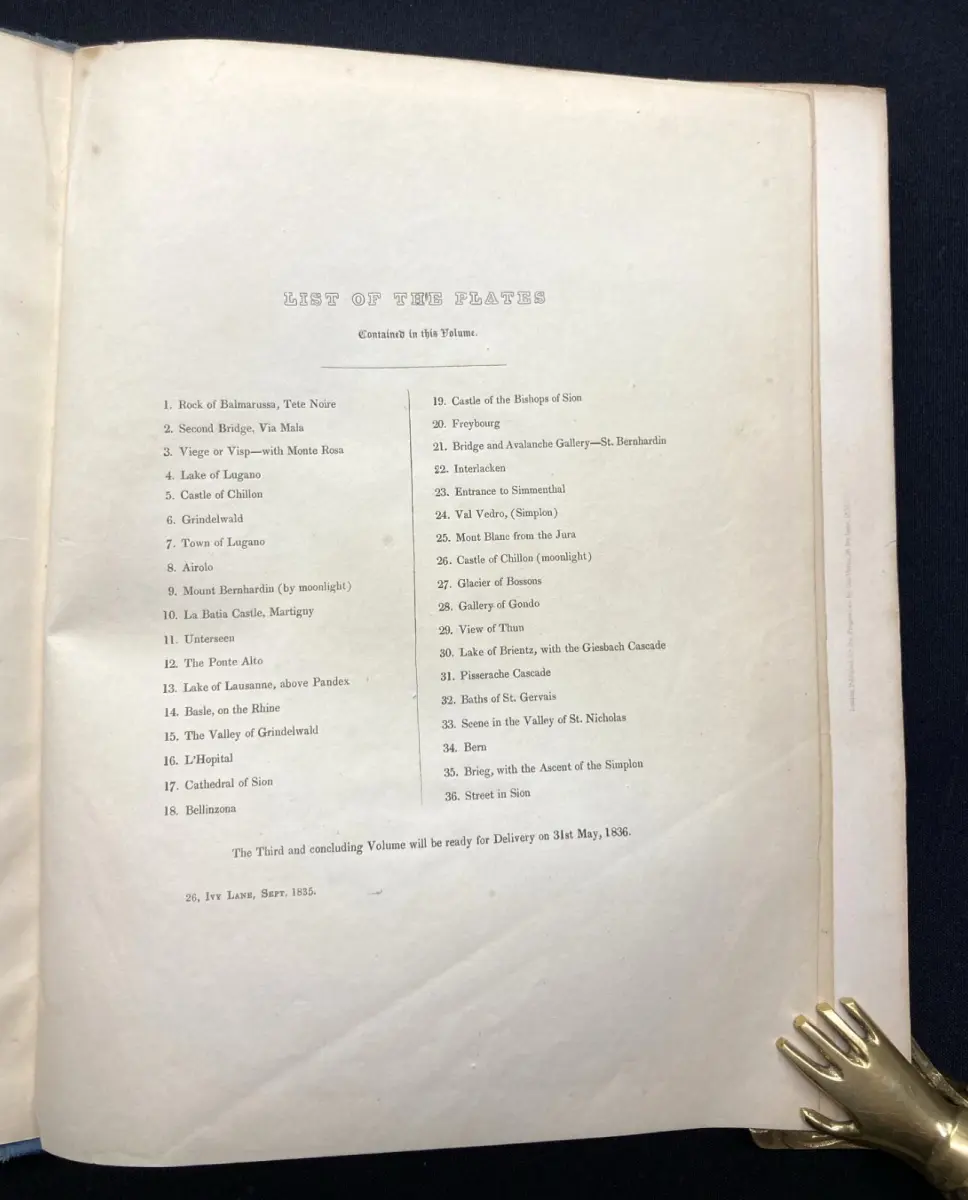 LIST OF THE PLATES
Contained in this Volume.
1. Rock of Balmarussa, Tete Noire
2. Second Bridge, Via Mala
3. Viege or Visp—with Monte Rosa
4. Lake of Lugano
5. Castle of Chillon
6. Grindelwald
7. Town of Lugano
8. Airolo
9. Mount Bernhardin (by moonlight)
10. La Batia Castle, Martigny
11. Unterseen
12. The Ponte Alto
13. Lake of Lausanne, above Pandex
14. Basle, on the Rhine
15. The Valley of Grindelwald
16. L'Hopital
17. Cathedral of Sion
18. Bellinzona
19. Castle of the Bishops of Sion
20. Freybourg
21. Bridge and Avalanche Gallery—St. Bernhardin
22. Interlacken
23. Entrance to Simmenthal
24. Val Vedro, (Simplon)
25. Mont Blanc from the Jura
26. Castle of Chillon (moonlight)
27. Glacier of Bossons
28. Gallery of Gondo
29. View of Thun
30. Lake of Brientz, with the Giesbach Cascade
31. Pisserache Cascade
32. Baths of St. Gervais
33. Scene in the Valley of St. Nicholas
34. Bern
35. Brieg, with the Ascent of the Simplon
36. Street in Sion
The Third and concluding Volume will be ready for Delivery on 31st May, 1836.
26, IVY LANE, SEPT. 1835.